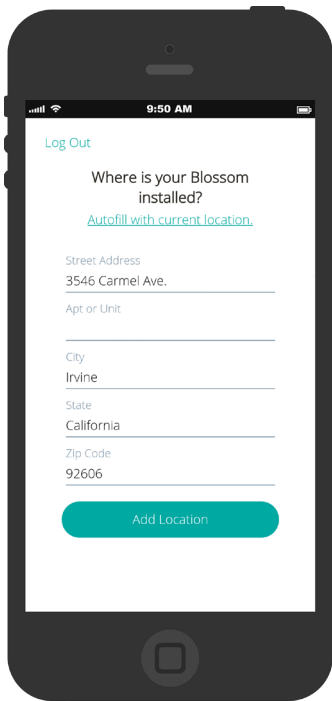 9:50 AM
Log Out
Where is your Blossom
installed?
Autofill with current location.
Street Address
3546 Carmel Ave.
Apt or Unit
City
Irvine
State
California
Zip Code
92606
Add Location